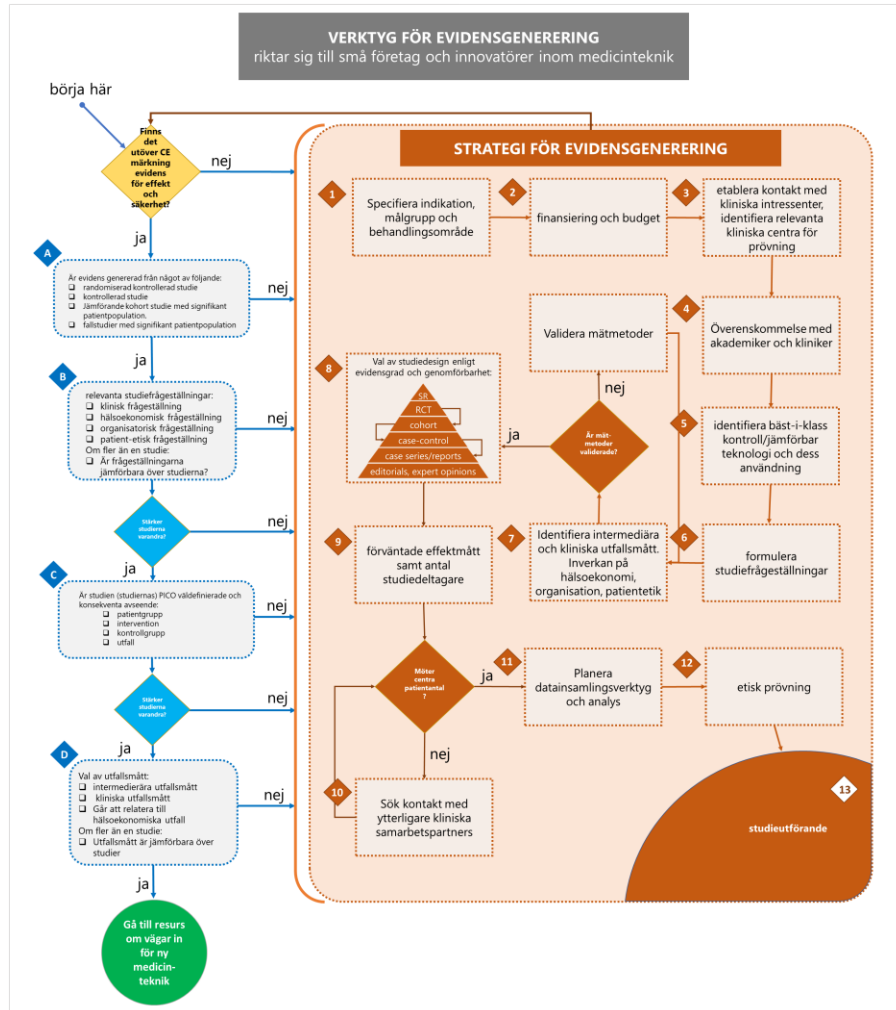 VERKTYG FÖR EVIDENSGENERERING
riktar sig till små företag och innovatörer inom medicinteknik
börja här
Finns
det
utöver CE
märkning
evidens
för effekt
och
säkerhet?
nej
ja
A
Är evidens genererad från något av följande:
❑ randomiserad kontrollerad studie
❑ kontrollerad studie
❑ Jämförande kohort studie med signifikant
patientpopulation.
❑ fallstudier med signifikant patientpopulation
nej
ja
B
relevanta studiefrågeställningar:
❑ klinisk frågeställning
❑ hälsoekonomisk frågeställning
❑ organisatorisk frågeställning
❑ patient-etisk frågeställning
Om fler än en studie:
❑ Är frågeställningarna
jämförbara över studierna?
nej
Stärker
studierna
varandra?
nej
ja
C
Är studien (studiernas) PICO väldefinierade och
konsekventa avseende:
❑ patientgrupp
❑ intervention
❑ kontrollgrupp
❑ utfall
nej
Stärker
studierna
varandra?
nej
ja
D
Val av utfallsmått:
❑ intermedierära utfallsmått
❑ kliniska utfallsmått
❑ Går att relatera till
hälsoekonomiska utfall
Om fler än en studie:
❑ Utfallsmått är jämförbara över
studier
nej
ja
Gå till resurs
om vägar in
för ny
medicin-
teknik
STRATEGI FÖR EVIDENSGENERERING
1
Specifiera indikation,
målgrupp och
behandlingsområde
2
finansiering och budget
3
etablera kontakt med
kliniska intressenter,
identifiera relevanta
kliniska centra för
prövning
4
Överenskommelse med
akademiker och kliniker
5
identifiera bäst-i-klass
kontroll/jämförbar
teknologi och dess
användning
6
formulera
studiefrågeställningar
7
Identifiera intermediära
och kliniska utfallsmått.
Inverkan på
hälsoekonomi,
organisation, patientetik
Är mät-
metoder
validerade?
nej
Validera mätmetoder
ja
8
Val av studiedesign enligt
evidensgrad och genomförbarhet:
SR
RCT
cohort
case-control
case series/reports
editorials, expert opinions
9
förväntade effektmått
samt antal
studiedeltagare
Möter
centra
patientantal
?
nej
10
Sök kontakt med
ytterligare kliniska
samarbetspartners
ja
11
Planera
datainsamlingsverktyg
och analys
12
etisk prövning
13
studieutförande